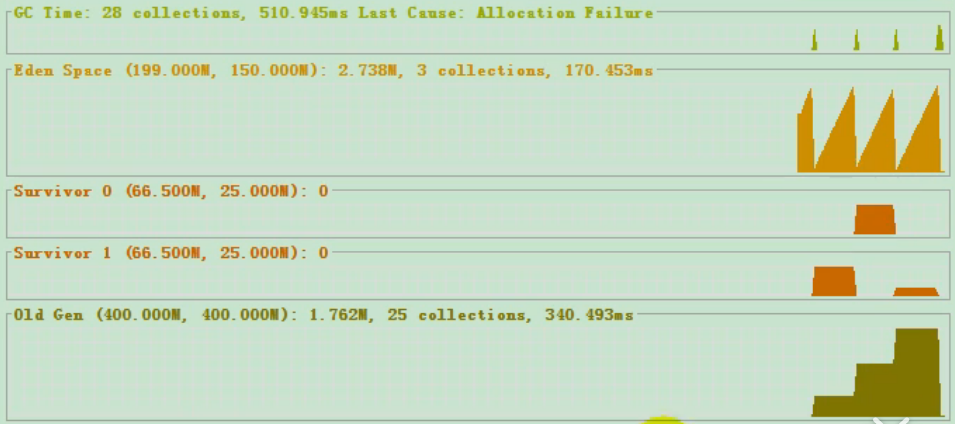 GC Time: 28 collections, 510.945ms Last Cause: Allocation Failure
Eden Space (199.000M, 150.000M): 2.738M, 3 collections, 170.453ms
Survivor 0 (66.500M, 25.000M): 0
Survivor 1 (66.500M, 25.000M): 0
Old Gen (400.000M, 400.000M): 1.762M, 25 collections, 340.493ms